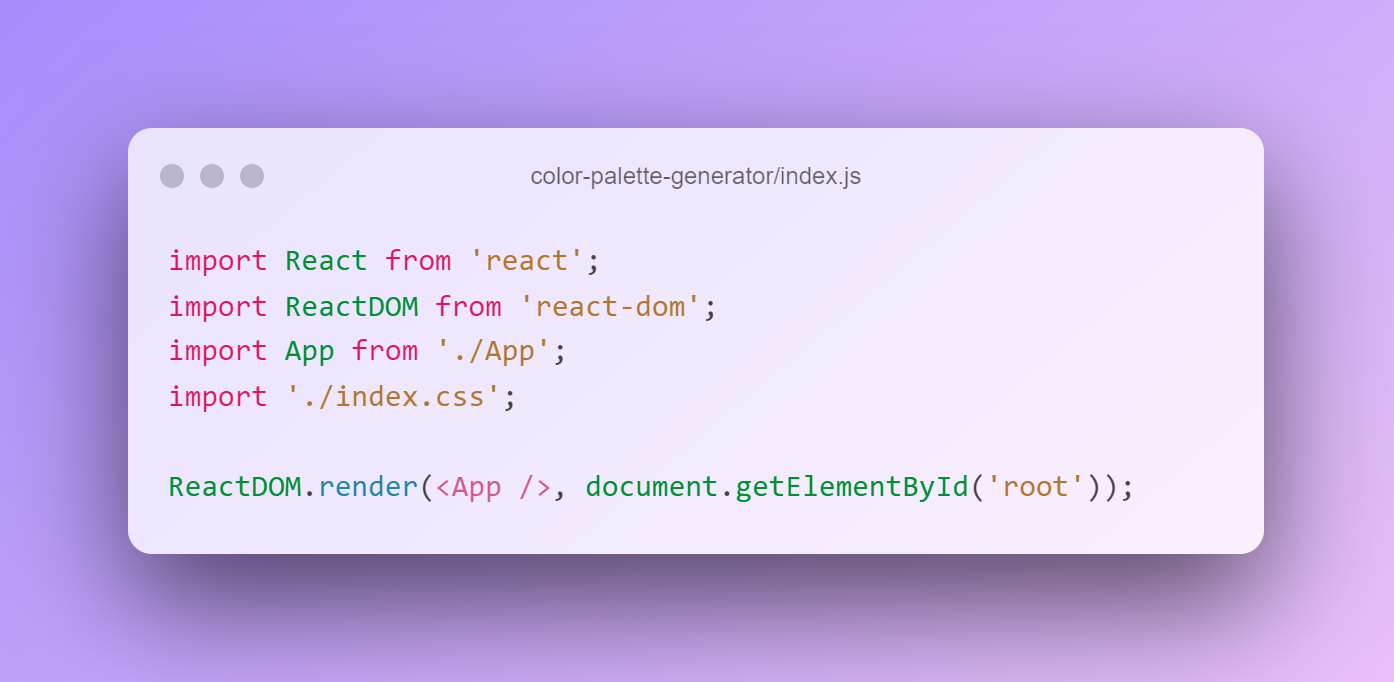 color-palette-generator/index.js
import React from 'react';
import ReactDOM from 'react-dom';
import App from './App';
import './index.css';
ReactDOM.render(<App />, document.getElementById('root'));